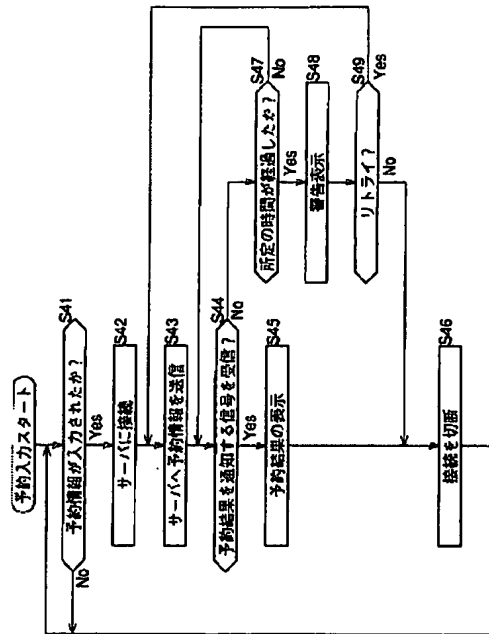 予約入力スタート
S41
予約情報が入力されたか?
No
Yes
S42
サーバに接続
S43
サーバへ予約情報を送信
S44
予約結果を通知する信号を受信?
No
Yes
S45
予約結果の表示
S47
所定の時間が経過したか?
No
Yes
S48
警告表示
S49
リトライ?
Yes
No
S46
接続を切断